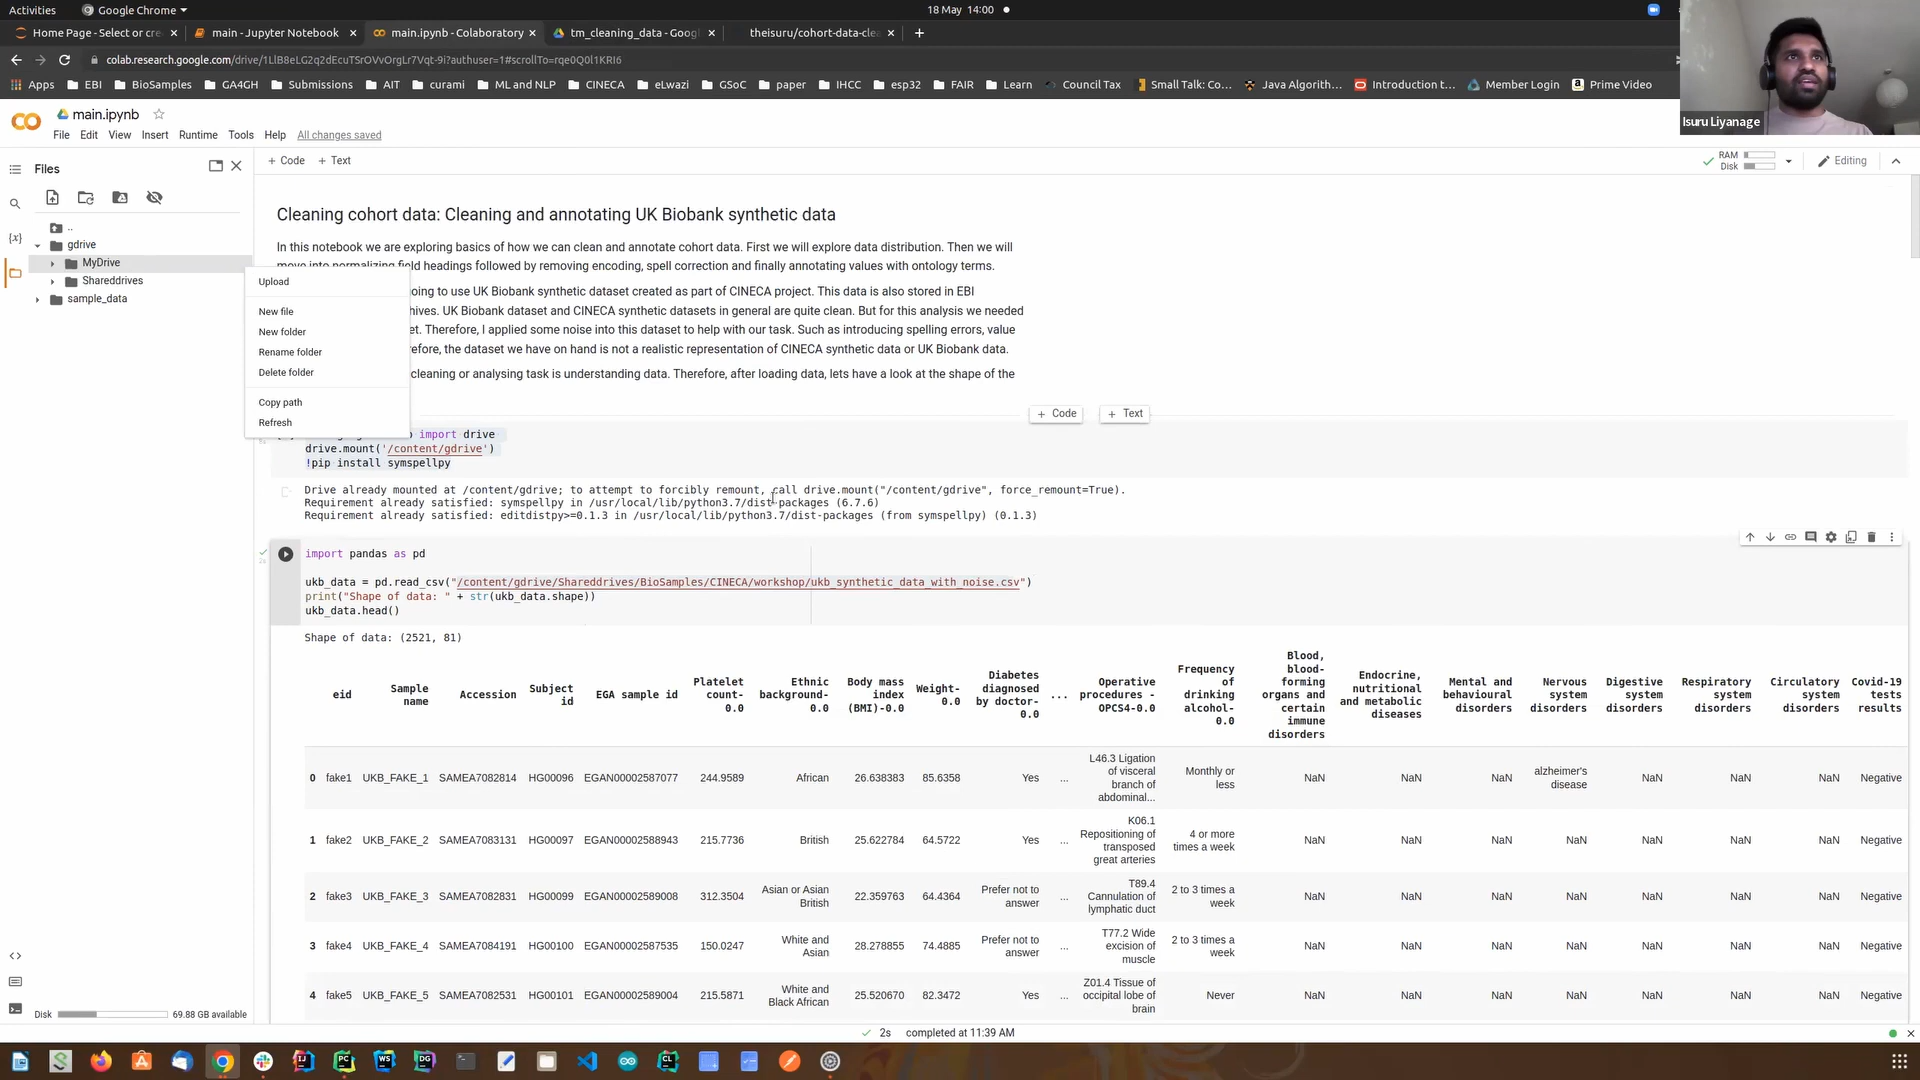 Activities
Google Chrome
18 May 14:00
Home Page - Select or cre
main - Jupyter Notebook
main.ipynb - Colaboratory
tm_cleaning_data - Goog
theisuru/cohort-data-clea
colab.research.google.com/drive/1LlB8eLG2q2dEcuTSrOVvOrgLr7Vqt-9i?authuser=1#scrollTo=rqe0Q0l1KRI6
Apps
EBI
BioSamples
GA4GH
Submissions
AIT
curami
ML and NLP
CINECA
eLwazi
GSoC
paper
IHCC
esp32
FAIR
Learn
Council Tax
Small Talk: Co...
Java Algorith...
Introduction t...
Member Login
Prime Video
Isuru Liyanage
main.ipynb
File Edit View Insert Runtime Tools Help All changes saved
Files
+ Code + Text
RAM
Disk
Editing
..
gdrive
MyDrive
Shareddrives
sample_data
Upload
New file
New folder
Rename folder
Delete folder
Copy path
Refresh
Cleaning cohort data: Cleaning and annotating UK Biobank synthetic data
In this notebook we are exploring basics of how we can clean and annotate cohort data. First we will explore data distribution. Then we will
move into normalizing field headings followed by removing encoding, spell correction and finally annotating values with ontology terms.
oing to use UK Biobank synthetic dataset created as part of CINECA project. This data is also stored in EBI
hives. UK Biobank dataset and CINECA synthetic datasets in general are quite clean. But for this analysis we needed
et. Therefore, I applied some noise into this dataset to help with our task. Such as introducing spelling errors, value
efore, the dataset we have on hand is not a realistic representation of CINECA synthetic data or UK Biobank data.
cleaning or analysing task is understanding data. Therefore, after loading data, lets have a look at the shape of the
+ Code + Text
import drive
drive.mount('/content/gdrive')
!pip install symspellpy
Drive already mounted at /content/gdrive; to attempt to forcibly remount, call drive.mount("/content/gdrive", force_remount=True).
Requirement already satisfied: symspellpy in /usr/local/lib/python3.7/dist-packages (6.7.6)
Requirement already satisfied: editdistpy>=0.1.3 in /usr/local/lib/python3.7/dist-packages (from symspellpy) (0.1.3)
2s
import pandas as pd
ukb_data = pd.read_csv("/content/gdrive/Shareddrives/BioSamples/CINECA/workshop/ukb_synthetic_data_with_noise.csv")
print("Shape of data: " + str(ukb_data.shape))
ukb_data.head()
Shape of data: (2521, 81)
eid
Sample
name
Accession
Subject
id
EGA sample id
Platelet
count-
0.0
Ethnic
background-
0.0
Body mass
index
(BMI)-0.0
Weight-
0.0
Diabetes
diagnosed
by doctor-
0.0
...
Operative
procedures -
OPCS4-0.0
Frequency
of
drinking
alcohol-
0.0
Blood,
blood-
forming
organs and
certain
immune
disorders
Endocrine,
nutritional
and metabolic
diseases
Mental and
behavioural
disorders
Nervous
system
disorders
Digestive
system
disorders
Respiratory
system
disorders
Circulatory
system
disorders
Covid-19
tests
results
0 fake1 UKB_FAKE_1 SAMEA7082814 HG00096 EGAN00002587077 244.9589 African 26.638383 85.6358 Yes ...
L46.3 Ligation
of visceral
branch of
abdominal...
Monthly or
less
NaN NaN NaN
alzheimer's
disease
NaN NaN NaN Negative
1 fake2 UKB_FAKE_2 SAMEA7083131 HG00097 EGAN00002588943 215.7736 British 25.622784 64.5722 Yes ...
K06.1
Repositioning of
transposed
great arteries
4 or more
times a week
NaN NaN NaN NaN NaN NaN NaN Negative
2 fake3 UKB_FAKE_3 SAMEA7082831 HG00099 EGAN00002589008 312.3504
Asian or Asian
British
22.359763 64.4364
Prefer not to
answer
...
T89.4
Cannulation of
lymphatic duct
2 to 3 times a
week
NaN NaN NaN NaN NaN NaN NaN Negative
3 fake4 UKB_FAKE_4 SAMEA7084191 HG00100 EGAN00002587535 150.0247
White and
Asian
28.278855 74.4885
Prefer not to
answer
...
T77.2 Wide
excision of
muscle
2 to 3 times a
week
NaN NaN NaN NaN NaN NaN NaN Negative
4 fake5 UKB_FAKE_5 SAMEA7082531 HG00101 EGAN00002589004 215.5871
White and
Black African
25.520670 82.3472 Yes ...
Z01.4 Tissue of
occipital lobe of
brain
Never
NaN NaN NaN NaN NaN NaN NaN Negative
Disk
69.88 GB available
2s completed at 11:39 AM